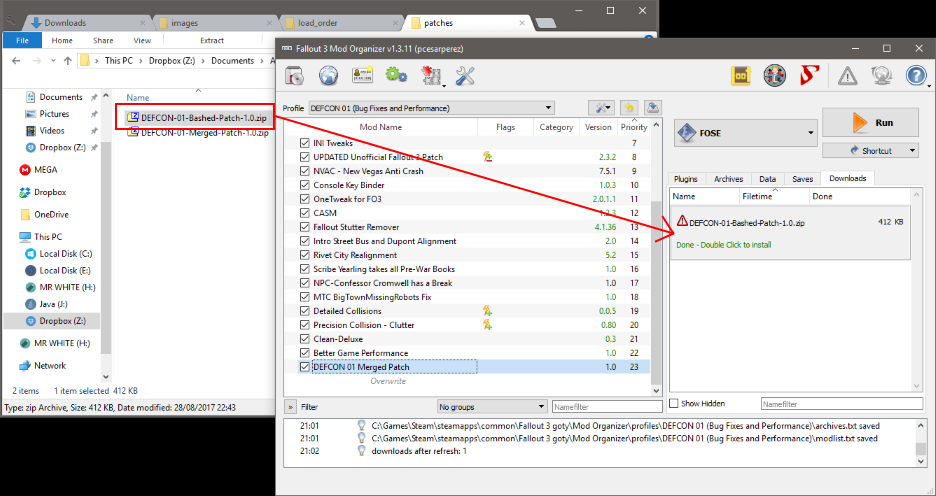 Downloads
images
load_order
patches
File
Home
Share
View
Extract
This PC
Dropbox (Z:)
Documents
Documents
Pictures
Videos
Dropbox (Z:)
MEGA
Dropbox
OneDrive
This PC
Local Disk (C:)
Local Disk (E:)
MR WHITE (H:)
Java (J:)
Dropbox (Z:)
MR WHITE (H:)
Network
Name
DEFCON-01-Bashed-Patch-1.0.zip
DEFCON-01-Merged-Patch-1.0.zip
2 items 1 item selected 412 KB
Type: zip Archive, Size: 412 KB, Date modified: 28/08/2017 22:43
Fallout 3 Mod Organizer v1.3.11 (pcesarperez)
Profile DEFCON 01 (Bug Fixes and Performance)
Mod Name Flags Category Version Priority
INI Tweaks 7
UPDATED Unofficial Fallout 3 Patch 2.3.2 8
NVAC - New Vegas Anti Crash 7.5.1 9
Console Key Binder 1.0.3 10
OneTweak for FO3 2.0.1.1 11
CASM 1.2.3 12
Fallout Stutter Remover 4.1.36 13
Intro Street Bus and Dupont Alignment 2.0 14
Rivet City Realignment 5.2 15
Scribe Yearling takes all Pre-War Books 1.0 16
NPC-Confessor Cromwell has a Break 1.0 17
MTC BigTownMissingRobots Fix 1.0 18
Detailed Collisions 0.0.5 19
Precision Collision - Clutter 0.80 20
Clean-Deluxe 0.3 21
Better Game Performance 1.0 22
DEFCON 01 Merged Patch 1.0 23
Overwrite
» Filter No groups Namefilter
FOSE
Run
Shortcut
Plugins Archives Data Saves Downloads
Name Filetime Done
DEFCON-01-Bashed-Patch-1.0.zip 412 KB
Done - Double Click to install
Show Hidden Namefilter
21:01 C:\Games\Steam\steamapps\common\Fallout 3 goty\Mod Organizer\profiles\DEFCON 01 (Bug Fixes and Performance)\archives.txt saved
21:01 C:\Games\Steam\steamapps\common\Fallout 3 goty\Mod Organizer\profiles\DEFCON 01 (Bug Fixes and Performance)\modlist.txt saved
21:02 downloads after refresh: 1